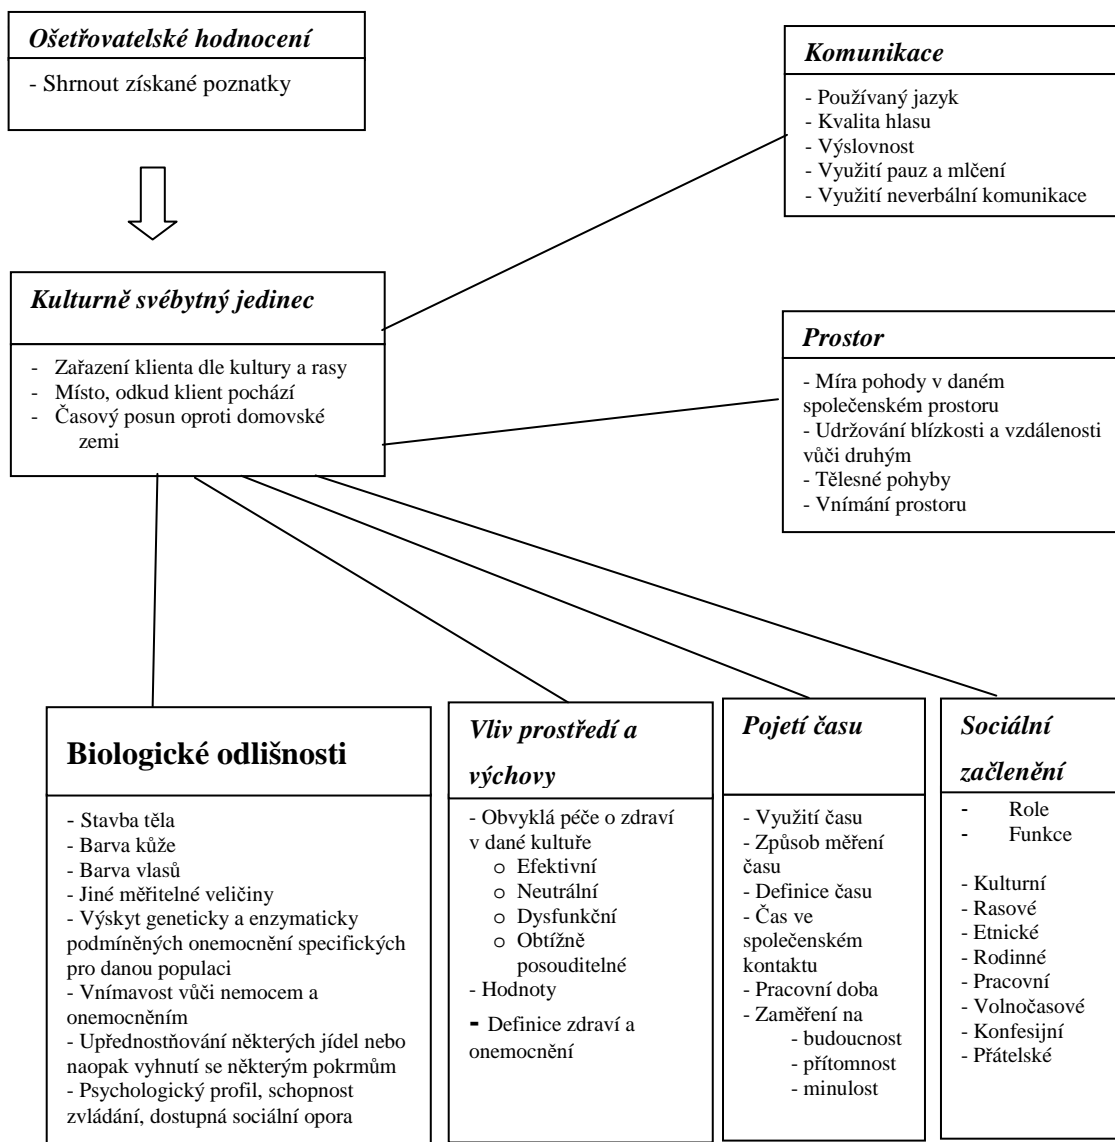 Ošetřovatelské hodnocení
- Shrnout získané poznatky
Komunikace
- Používaný jazyk
- Kvalita hlasu
- Výslovnost
- Využití pauz a mlčení
- Využití neverbální komunikace
Kulturně svébytný jedinec
- Zařazení klienta dle kultury a rasy
- Místo, odkud klient pochází
- Časový posun oproti domovské
zemi
Prostor
- Míra pohody v daném
společenském prostoru
- Udržování blízkosti a vzdálenosti
vůči druhým
- Tělesné pohyby
- Vnímání prostoru
Biologické odlišnosti
- Stavba těla
- Barva kůže
- Barva vlasů
- Jiné měřitelné veličiny
- Výskyt geneticky a enzymaticky
podmíněných onemocnění specifických
pro danou populaci
- Vnímavost vůči nemocem a
onemocněním
- Upřednostňování některých jídel nebo
naopak vyhnutí se některým pokrmům
- Psychologický profil, schopnost
zvládání, dostupná sociální opora
Vliv prostředí a
výchovy
- Obvyklá péče o zdraví
v dané kultuře
o Efektivní
o Neutrální
o Dysfunkční
o Obtížně
posouditelné
- Hodnoty
- Definice zdraví a
onemocnění
Pojetí času
- Využití času
- Způsob měření
času
- Definice času
- Čas ve
společenském
kontaktu
- Pracovní doba
- Zaměření na
- budoucnost
- přítomnost
- minulost
Sociální
začlenění
- Role
- Funkce
- Kulturní
- Rasové
- Etnické
- Rodinné
- Pracovní
- Volnočasové
- Konfesijní
- Přátelské